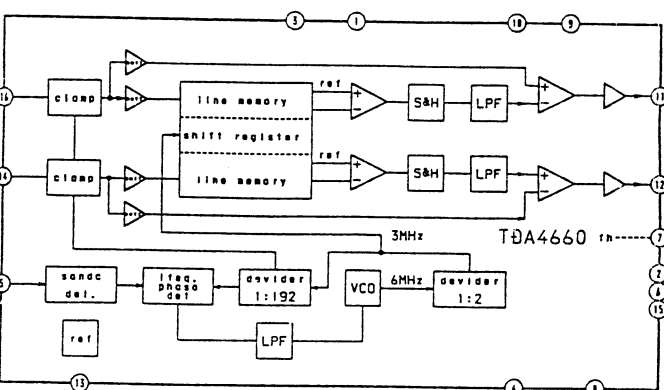 3 1 10 9
16 clamp line memory ref + − S&H LPF + − 11
shift register
14 clamp line memory ref + − S&H LPF + − 12
3MHz TDA4660 fh 7
5 sandc det. freq. phase det devider 1:192 VCO 6MHz devider 1:2 2
6
15
ref LPF
13 4 8